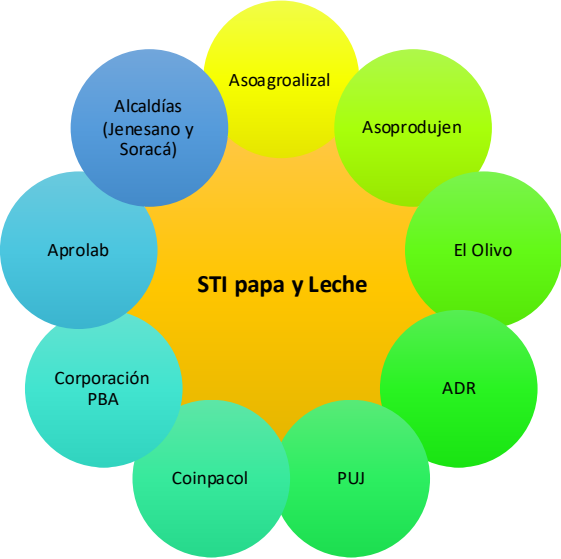 Asoagroalizal
Asoprodujen
El Olivo
ADR
PUJ
Coinpacol
Corporación
PBA
Aprolab
Alcaldías
(Jenesano y
Soracá)
STI papa y Leche